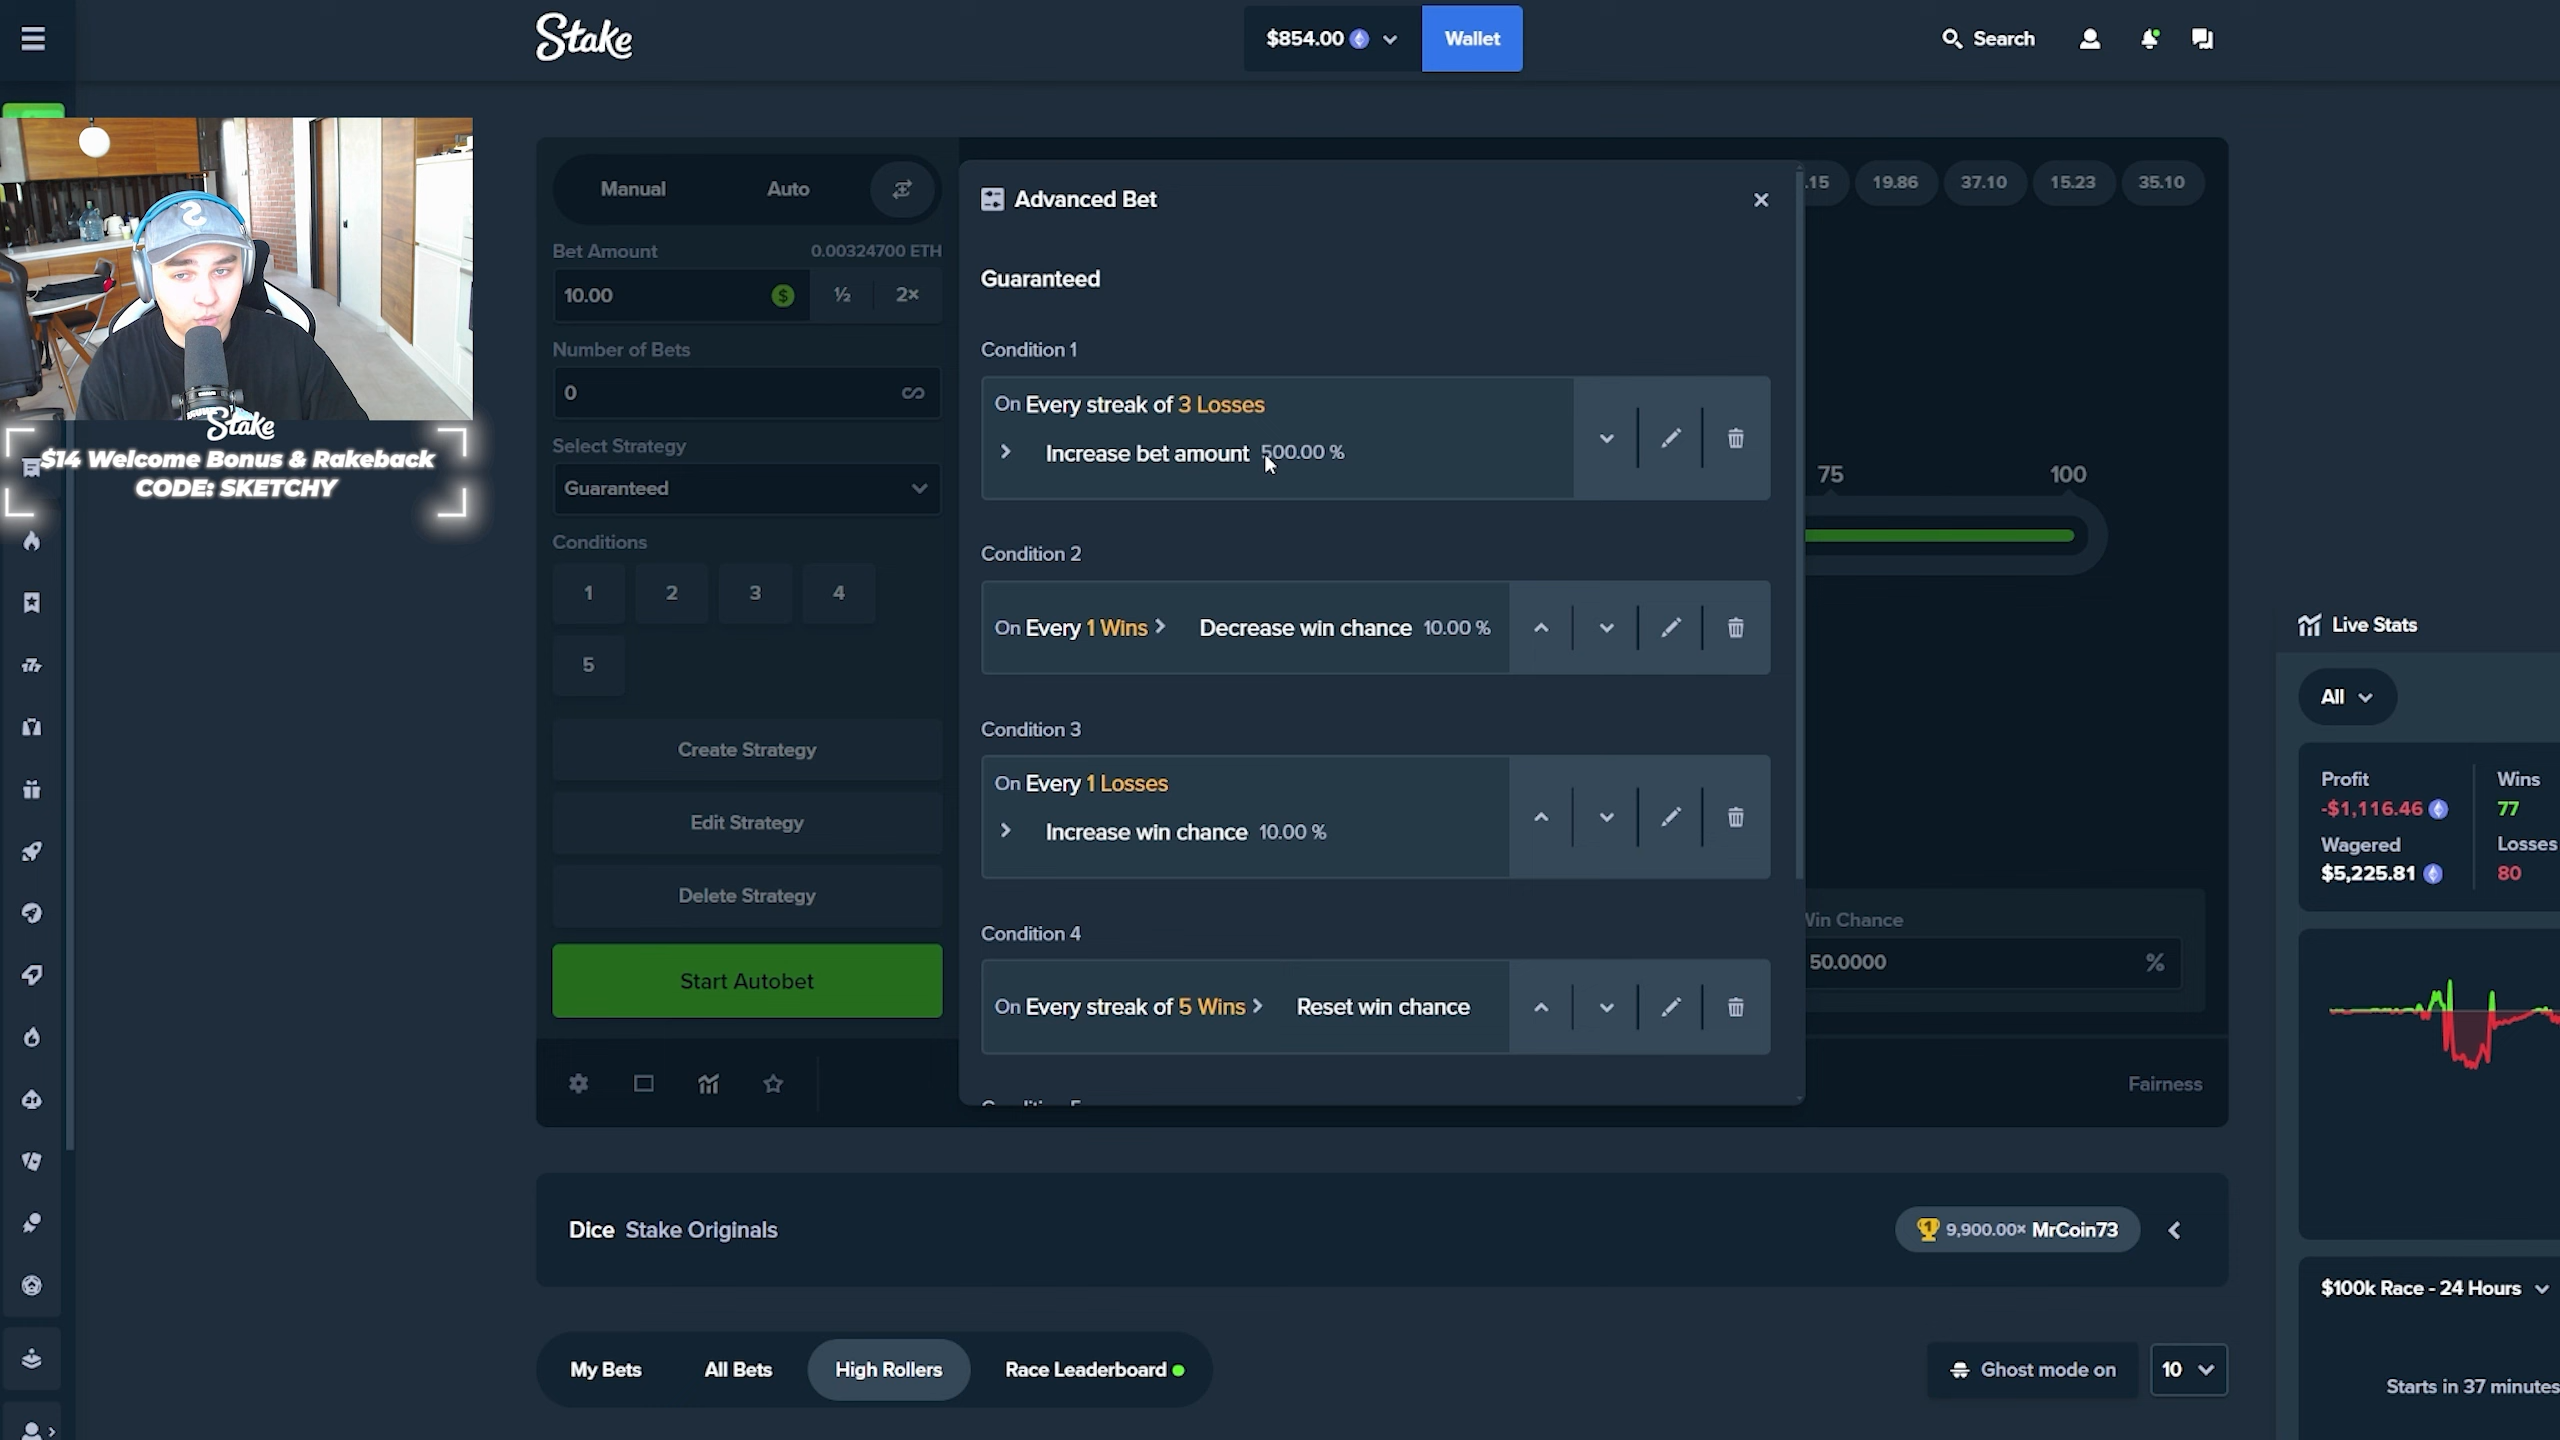 Stake
$854.00
Wallet
Search
Manual
Auto
Bet Amount
0.00324700 ETH
10.00
½
2×
Number of Bets
0
Select Strategy
Guaranteed
Conditions
1
2
3
4
5
Create Strategy
Edit Strategy
Delete Strategy
Start Autobet
Stake
$14 Welcome Bonus & Rakeback
CODE: SKETCHY
Advanced Bet
Guaranteed
Condition 1
On Every streak of 3 Losses
Increase bet amount 500.00 %
Condition 2
On Every 1 Wins Decrease win chance 10.00 %
Condition 3
On Every 1 Losses
Increase win chance 10.00 %
Condition 4
On Every streak of 5 Wins Reset win chance
.15
19.86
37.10
15.23
35.10
75
100
Win Chance
50.0000
%
Fairness
Live Stats
All
Profit
-$1,116.46
Wins
77
Wagered
$5,225.81
Losses
80
$100k Race - 24 Hours
Starts in 37 minutes
Dice Stake Originals
9,900.00× MrCoin73
My Bets
All Bets
High Rollers
Race Leaderboard
Ghost mode on
10